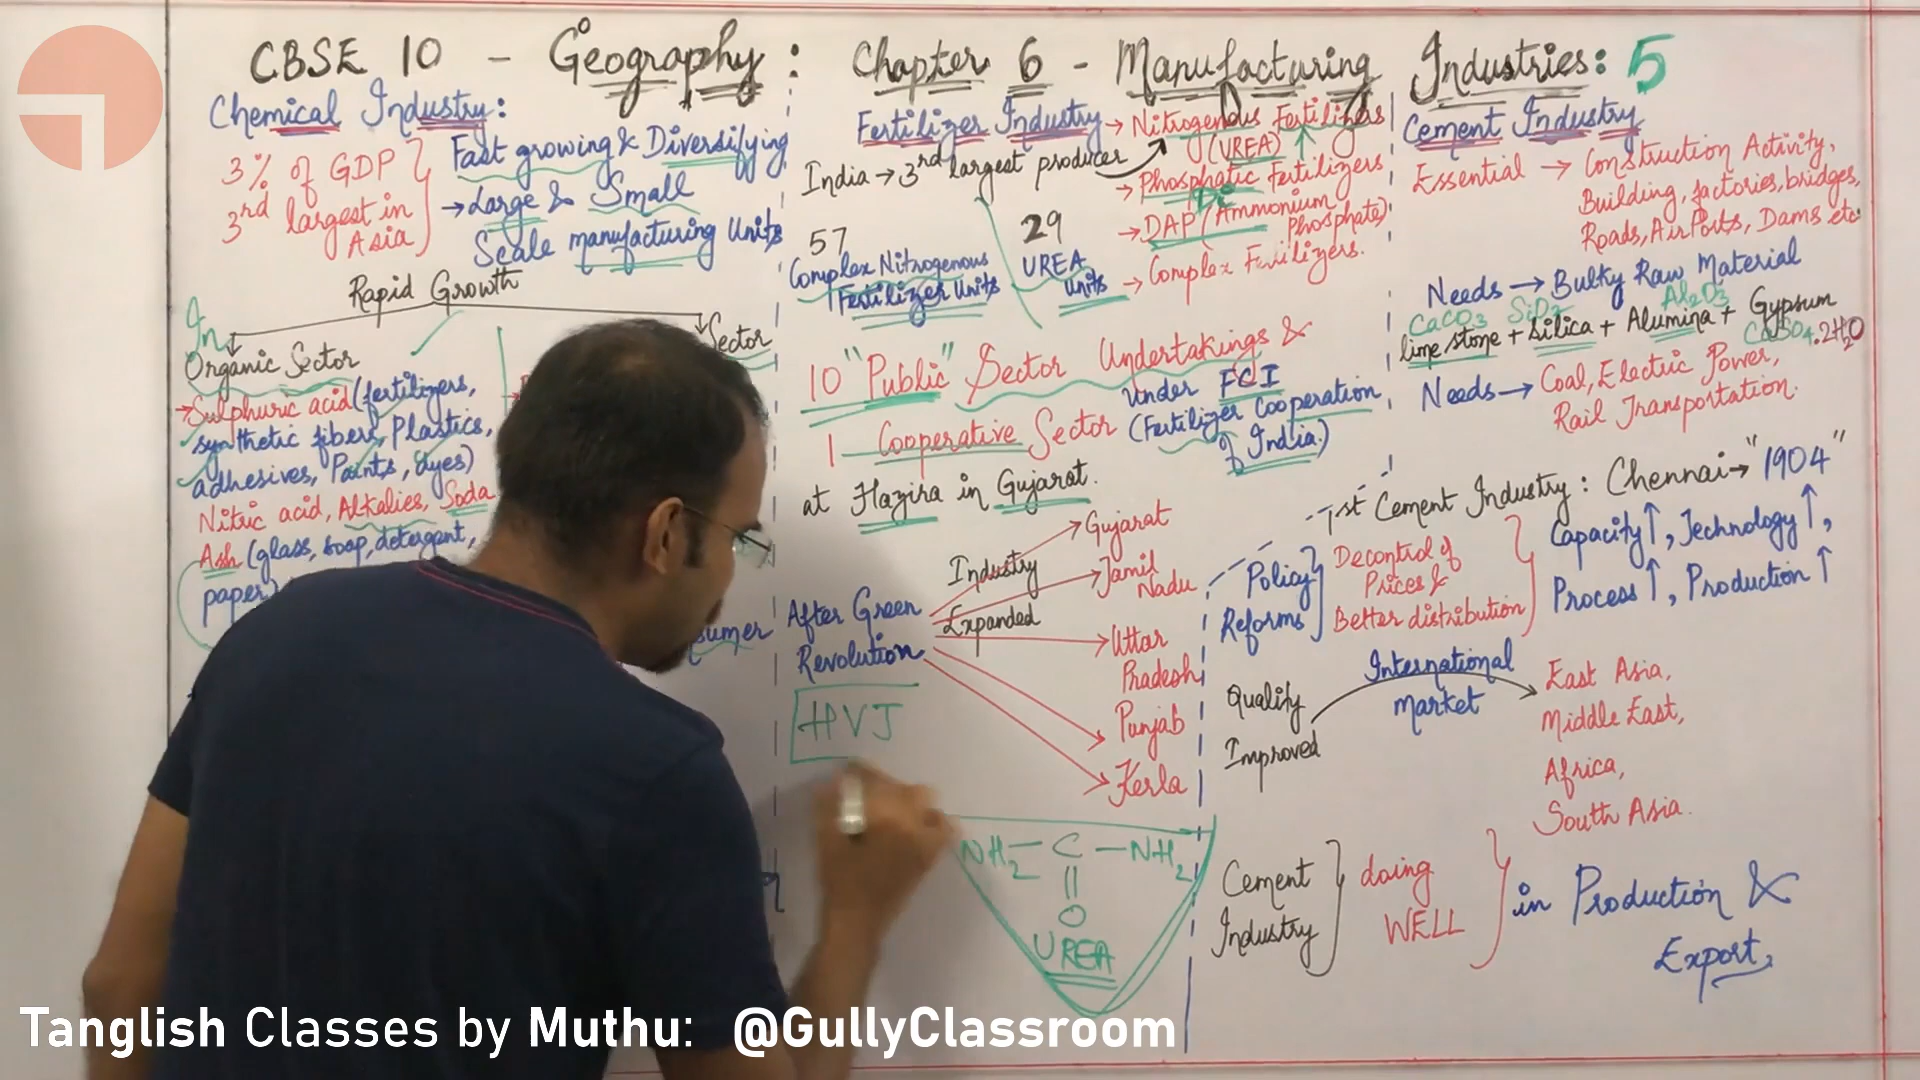 CBSE 10 - Geography: Chapter 6 - Manufacturing Industries: 5
Chemical Industry:
3% of GDP
3rd largest in
Asia
Fast growing & Diversifying
→Large & Small
Scale manufacturing Units
Rapid Growth
In
Organic Sector
Sector
→Sulphuric acid (fertilizers,
synthetic fibers, Plastics,
adhesives, Paints, dyes)
Nitric acid, Alkalies, Soda
Ash (glass, soap, detergent,
paper)
sumer
Fertilizer Industry
→ Nitrogenous Fertilizers
(UREA)
India → 3rd largest producer
→ Phosphatic Fertilizers
→ DAP (Ammonium
Phosphate)
→ Complex Fertilizers.
57
Complex Nitrogenous
Fertilizer Units
29
UREA
Units
10 "Public" Sector Undertakings &
1 - Cooperative Sector
Under FCI
(Fertilizer Cooperation
of India.)
at Hazira in Gujarat.
After Green
Revolution
Industry
Expanded
Gujarat
Tamil
Nadu
Uttar
Pradesh
Punjab
Kerla
HVJ
NH2 - C - NH2
O
UREA
Cement Industry
Essential → Construction Activity,
Building, factories, bridges,
Roads, AirPorts, Dams etc
Needs → Bulky Raw Material
CaCO3 SiO2 Al2O3
lime stone + Silica + Alumina + Gypsum
CaSO4.2H2O
Needs → Coal, Electric Power,
Rail Transportation.
1st Cement Industry: Chennai → "1904"
Policy
Reforms
Decontrol of
Prices &
Better distribution
Capacity↑, Technology↑,
Process↑, Production↑
Quality
Improved
International
Market
East Asia,
Middle East,
Africa,
South Asia.
Cement
Industry
doing
WELL
in Production &
Export,
Tanglish Classes by Muthu: @GullyClassroom